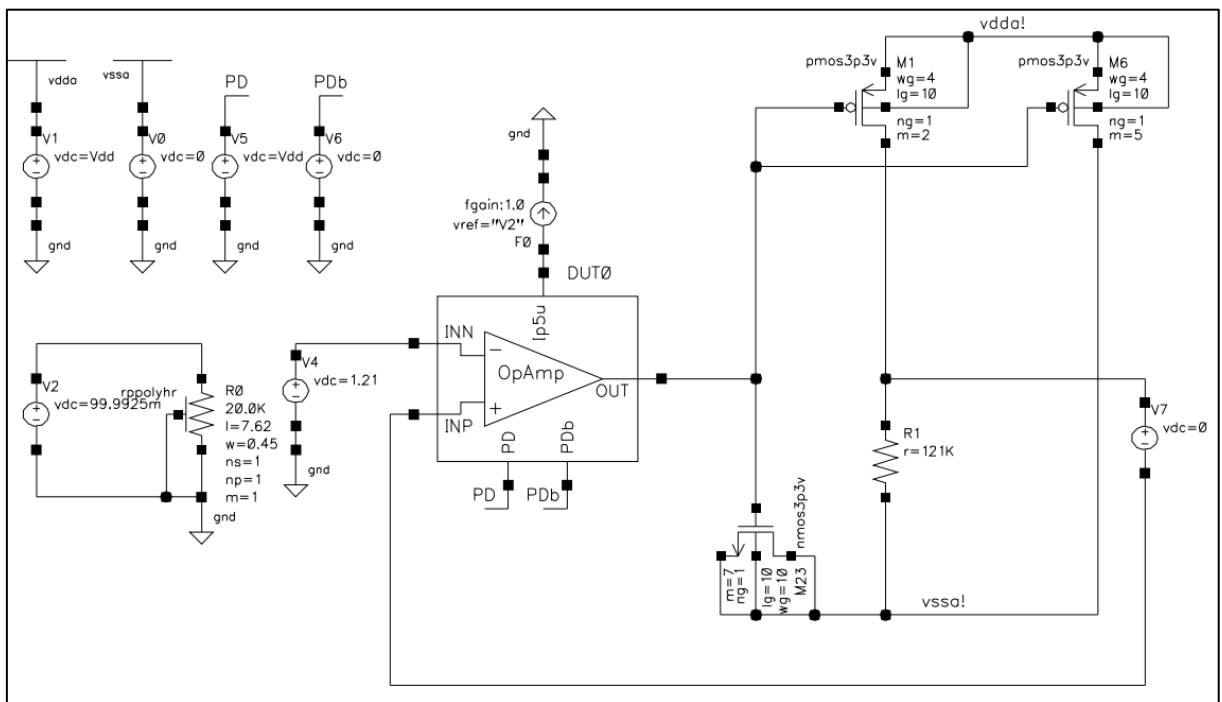 vdda!
pmos3p3v
M1
wg=4
lg=10
ng=1
m=2
pmos3p3v
M6
wg=4
lg=10
ng=1
m=5
vdda
vssa
PD
PDb
V1
vdc=Vdd
V0
vdc=0
V5
vdc=Vdd
V6
vdc=0
gnd
gnd
gnd
gnd
gnd
fgain:1.0
vref="V2"
F0
DUT0
Ip5u
INN
INP
OpAmp
OUT
PD
PDb
PD
PDb
V2
vdc=99.9925m
rppolyhr
R0
20.0K
l=7.62
w=0.45
ns=1
np=1
m=1
gnd
V4
vdc=1.21
gnd
nmos3p3v
m=7
ng=1
lg=10
wg=10
M23
R1
r=121K
V7
vdc=0
vssa!